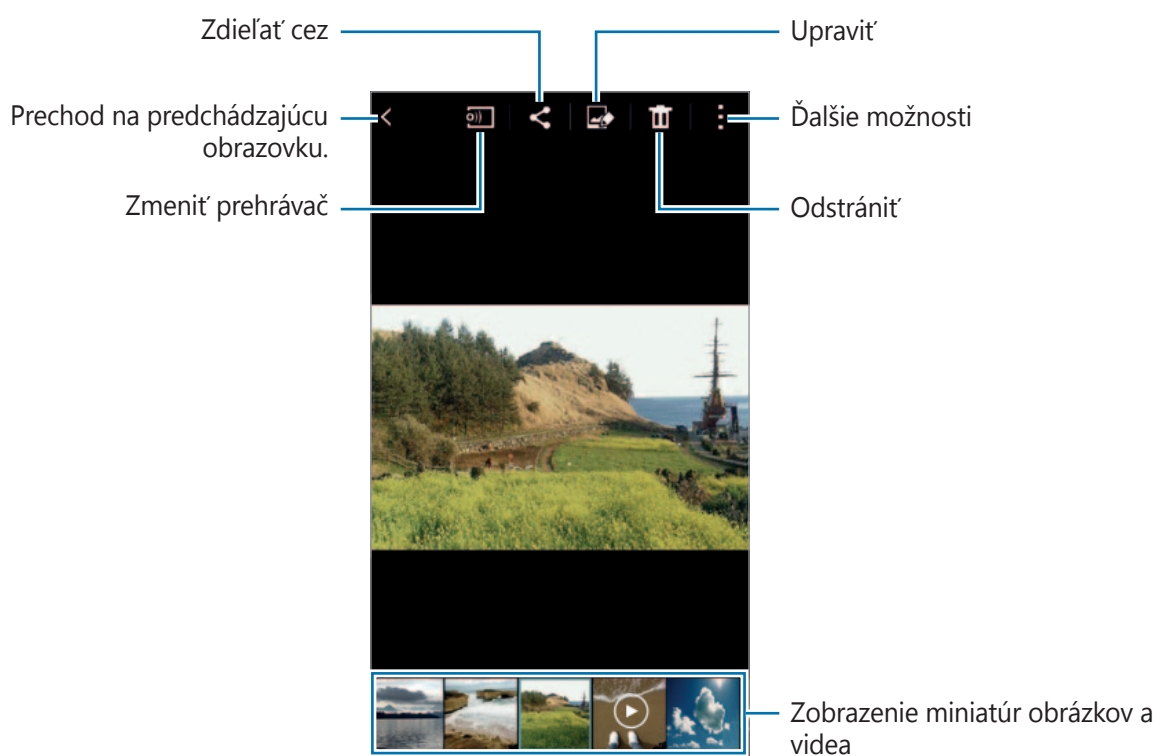 Zdieľať cez
Upraviť
Prechod na predchádzajúcu
obrazovku.
Ďalšie možnosti
Zmeniť prehrávač
Odstrániť
Zobrazenie miniatúr obrázkov a
videa